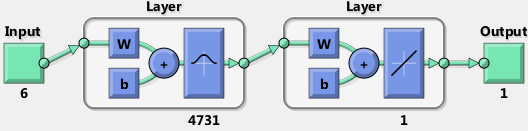 Layer Layer
Input Output
W W
+ +
b b
6 1
4731 1